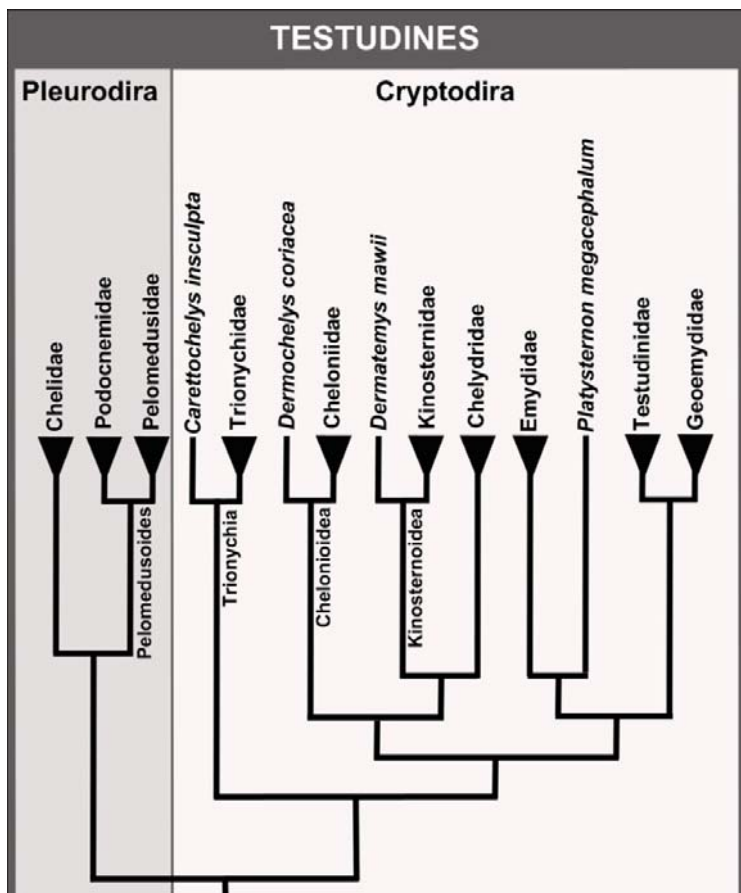 TESTUDINES
Pleurodira
Cryptodira
Chelidae
Podocnemidae
Pelomedusidae
Carettochelys insculpta
Trionychidae
Dermochelys coriacea
Cheloniidae
Dermatemys mawii
Kinosternidae
Chelydridae
Emydidae
Platysternon megacephalum
Testudinidae
Geoemydidae
Pelomedusoides
Trionychia
Chelonioidea
Kinosternoidea